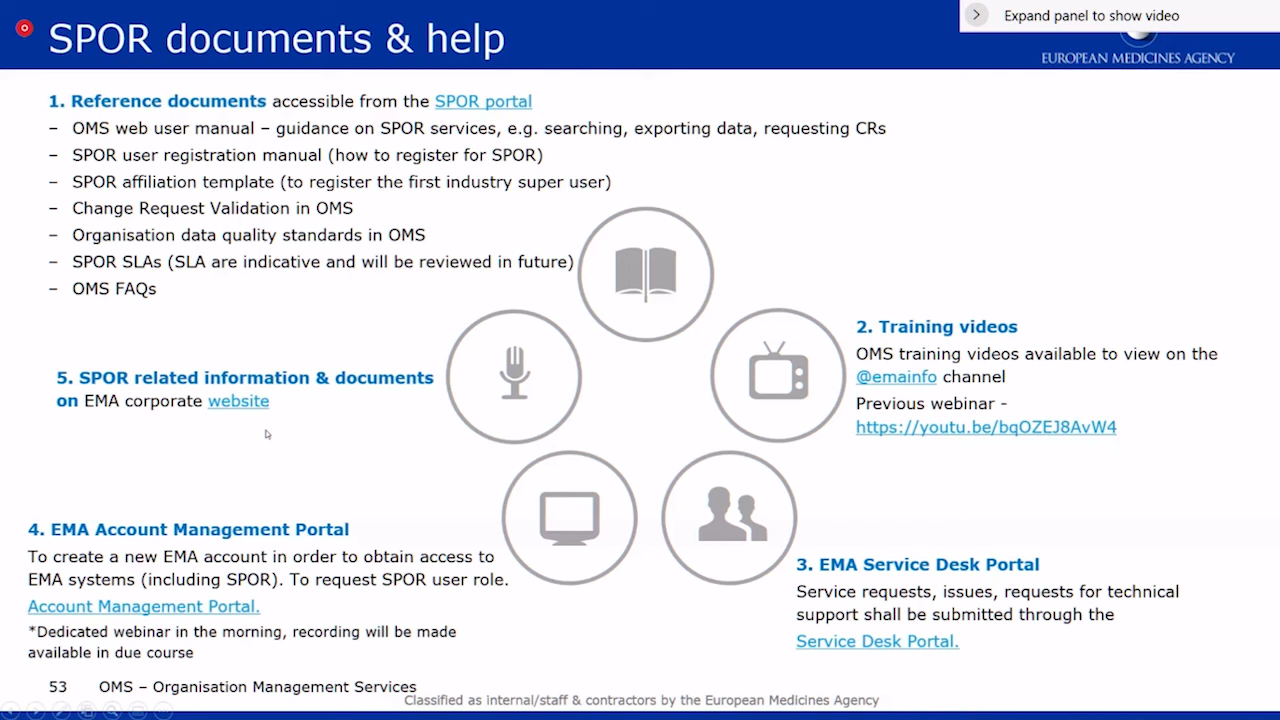 SPOR documents & help
Expand panel to show video
EUROPEAN MEDICINES AGENCY
1. Reference documents accessible from the SPOR portal
– OMS web user manual – guidance on SPOR services, e.g. searching, exporting data, requesting CRs
– SPOR user registration manual (how to register for SPOR)
– SPOR affiliation template (to register the first industry super user)
– Change Request Validation in OMS
– Organisation data quality standards in OMS
– SPOR SLAs (SLA are indicative and will be reviewed in future)
– OMS FAQs
2. Training videos
OMS training videos available to view on the
@emainfo channel
Previous webinar -
https://youtu.be/bqOZEJ8AvW4
5. SPOR related information & documents
on EMA corporate website
4. EMA Account Management Portal
To create a new EMA account in order to obtain access to
EMA systems (including SPOR). To request SPOR user role.
Account Management Portal.
*Dedicated webinar in the morning, recording will be made
available in due course
3. EMA Service Desk Portal
Service requests, issues, requests for technical
support shall be submitted through the
Service Desk Portal.
53 OMS – Organisation Management Services
Classified as internal/staff & contractors by the European Medicines Agency